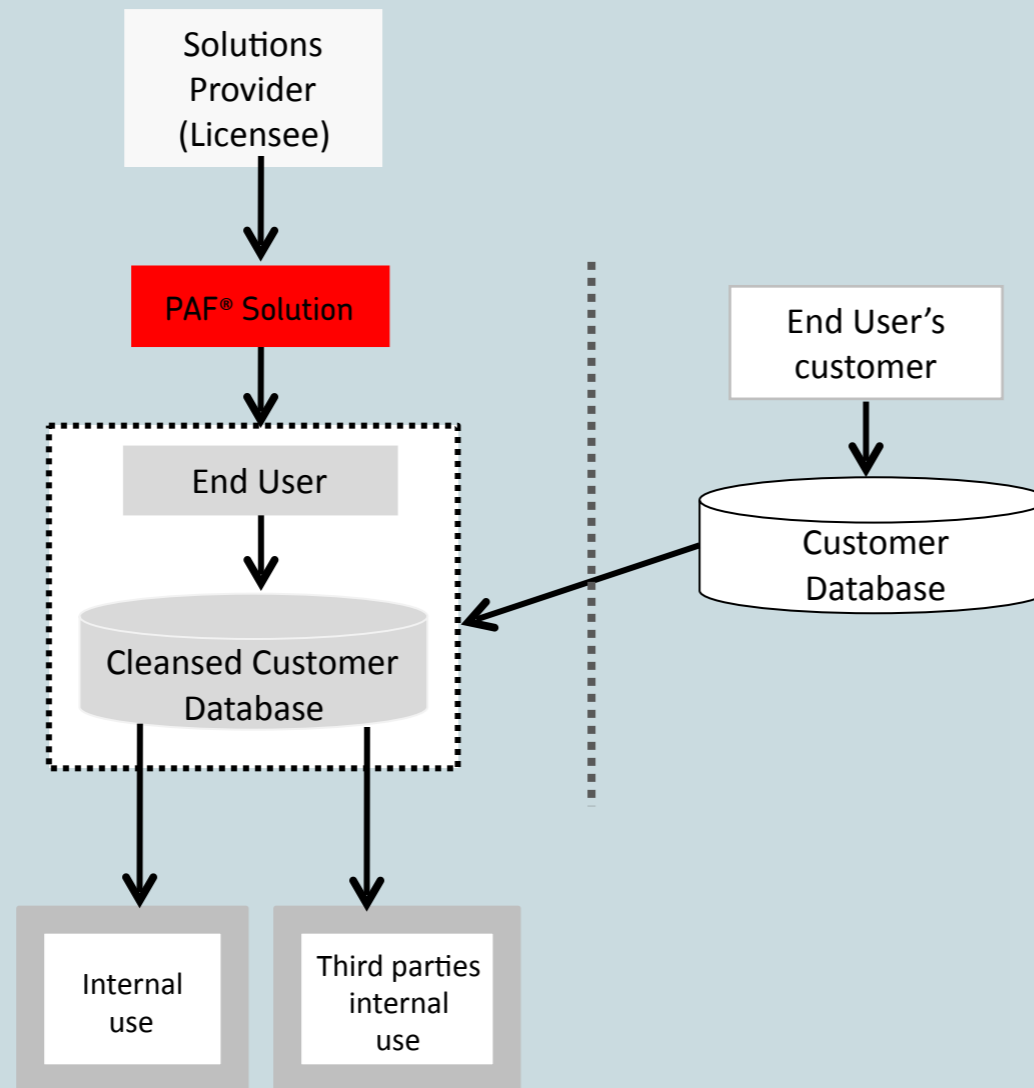 Solutions
Provider
(Licensee)
PAF® Solution
End User's
customer
End User
Customer
Database
Cleansed Customer
Database
Internal
use
Third parties
internal
use